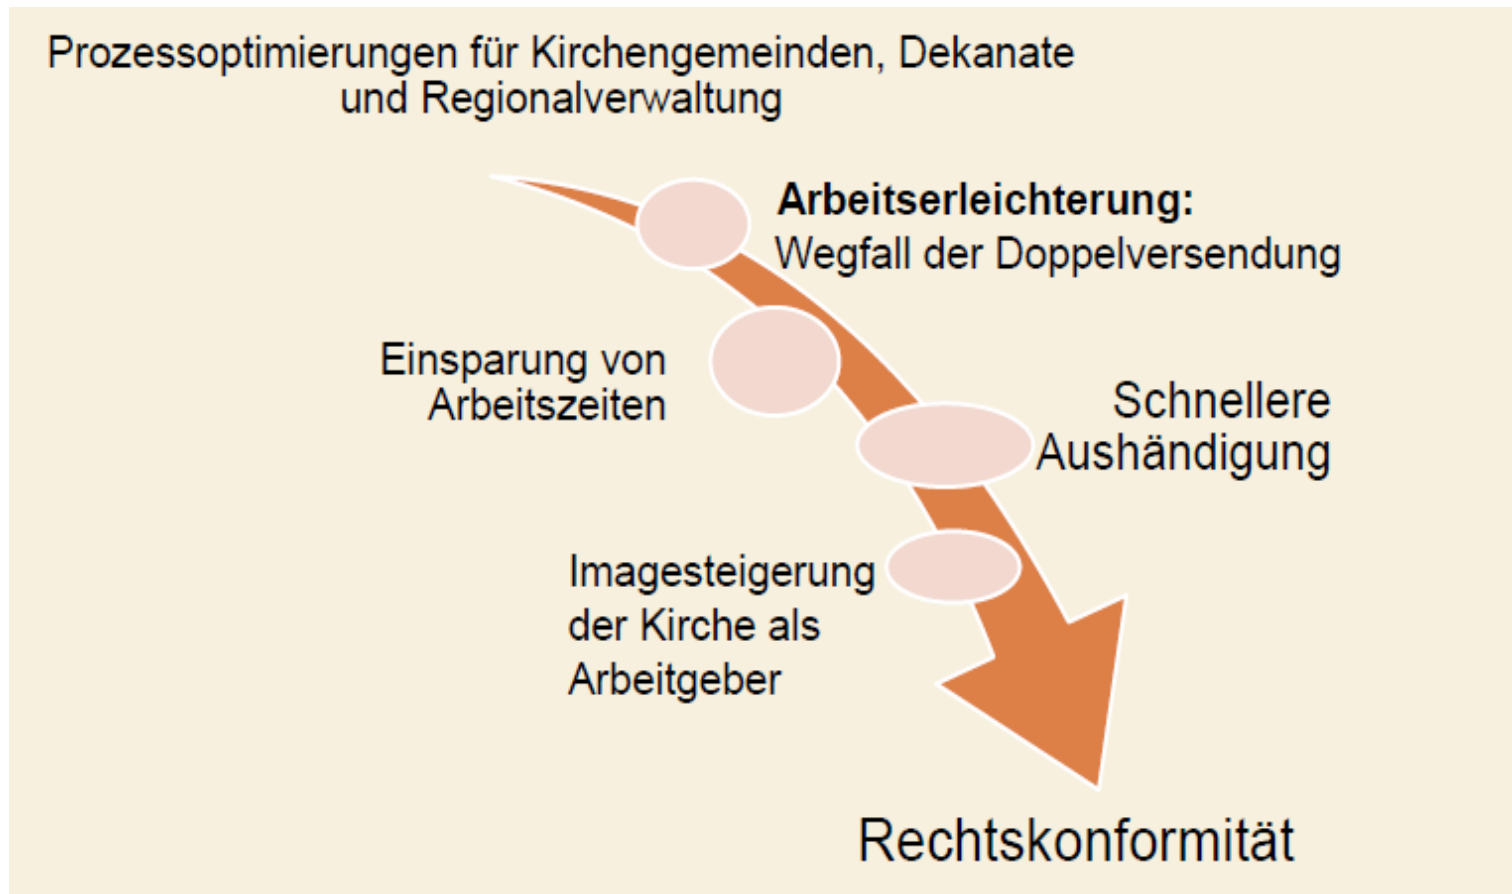 Prozessoptimierungen für Kirchengemeinden, Dekanate
und Regionalverwaltung
Arbeitserleichterung:
Wegfall der Doppelversendung
Einsparung von
Arbeitszeiten
Schnellere
Aushändigung
Imagesteigerung
der Kirche als
Arbeitgeber
Rechtskonformität